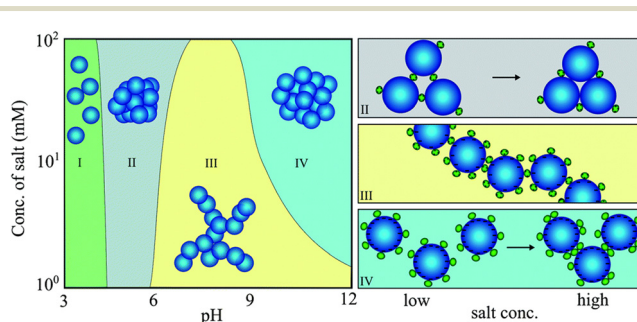 Conc. of salt (mM)
10²
10¹
10⁰
I
II
III
IV
3
6
9
12
pH
II
III
IV
low
high
salt conc.